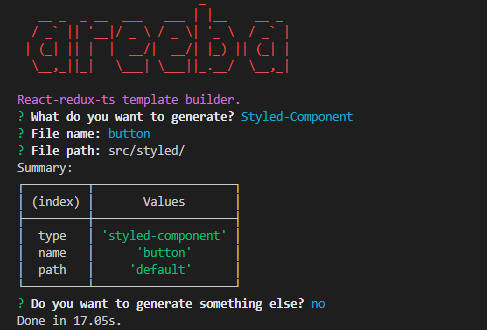 areeba
React-redux-ts template builder.
? What do you want to generate? Styled-Component
? File name: button
? File path: src/styled/
Summary:
(index) Values
type 'styled-component'
name 'button'
path 'default'
? Do you want to generate something else? no
Done in 17.05s.